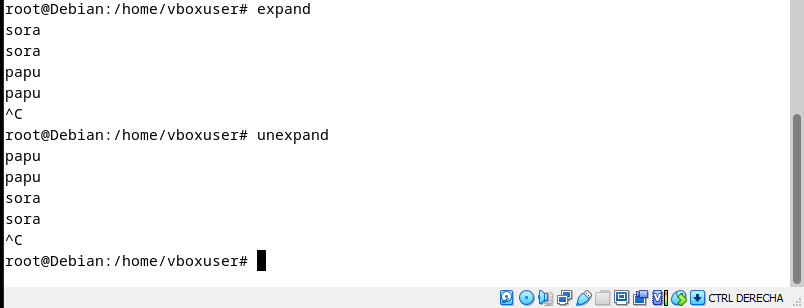 root@Debian:/home/vboxuser# expand
sora
sora
papu
papu
^C
root@Debian:/home/vboxuser# unexpand
papu
papu
sora
sora
^C
root@Debian:/home/vboxuser#
CTRL DERECHA